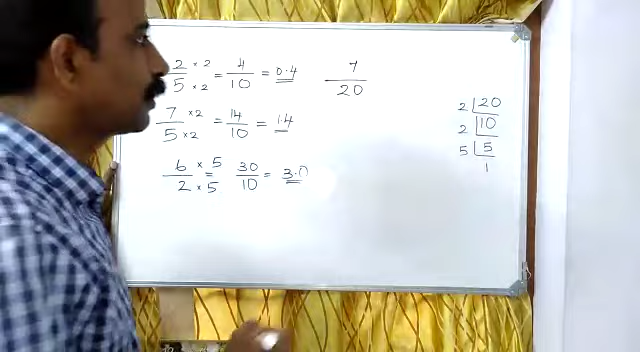 2 × 2 / 5 × 2 = 4/10 = 0.4
7 × 2 / 5 × 2 = 14/10 = 1.4
6 × 5 / 2 × 5 = 30/10 = 3.0
7/20
2 | 20
2 | 10
5 | 5
1